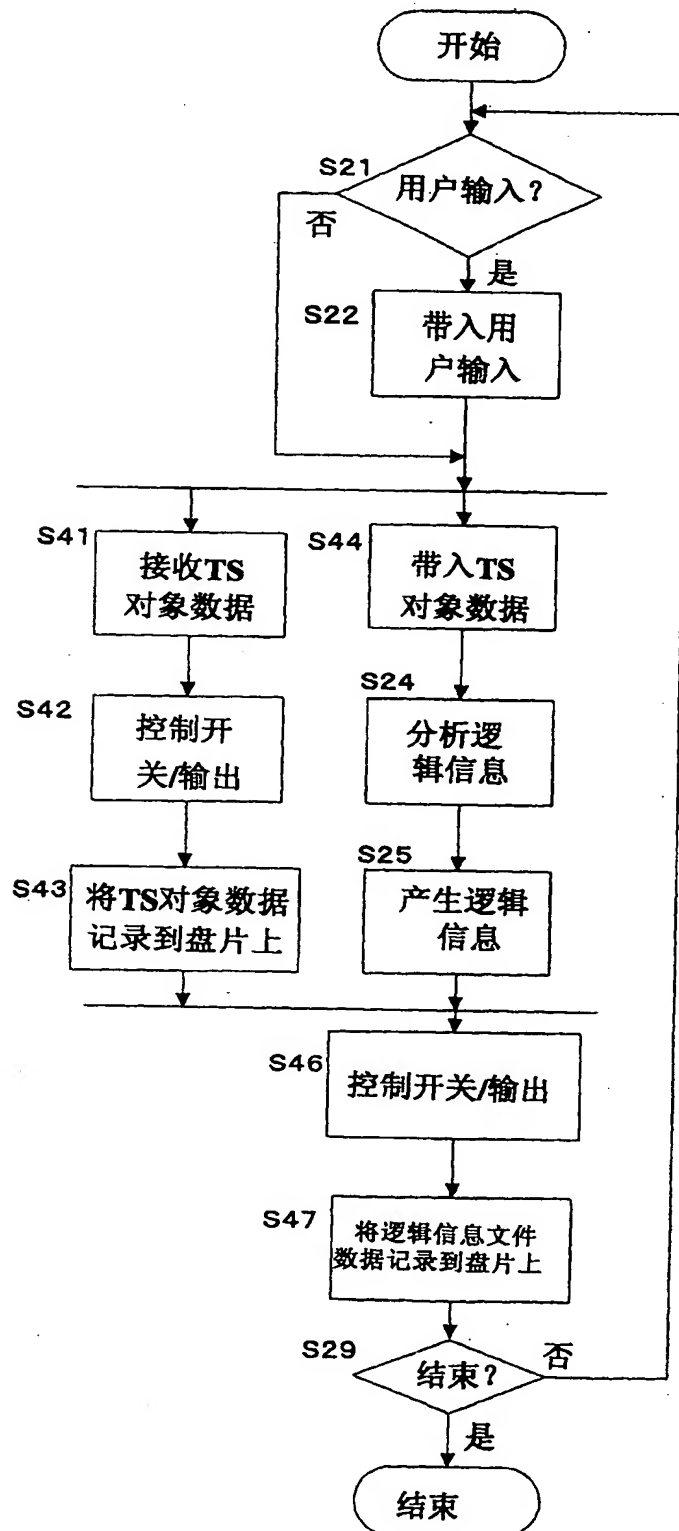 开始
S21
用户输入?
否
是
S22
带入用
户输入
S41
接收TS
对象数据
S44
带入TS
对象数据
S42
控制开
关/输出
S24
分析逻
辑信息
S43
将TS对象数据
记录到盘片上
S25
产生逻辑
信息
S46
控制开关/输出
S47
将逻辑信息文件
数据记录到盘片上
S29
结束?
否
是
结束